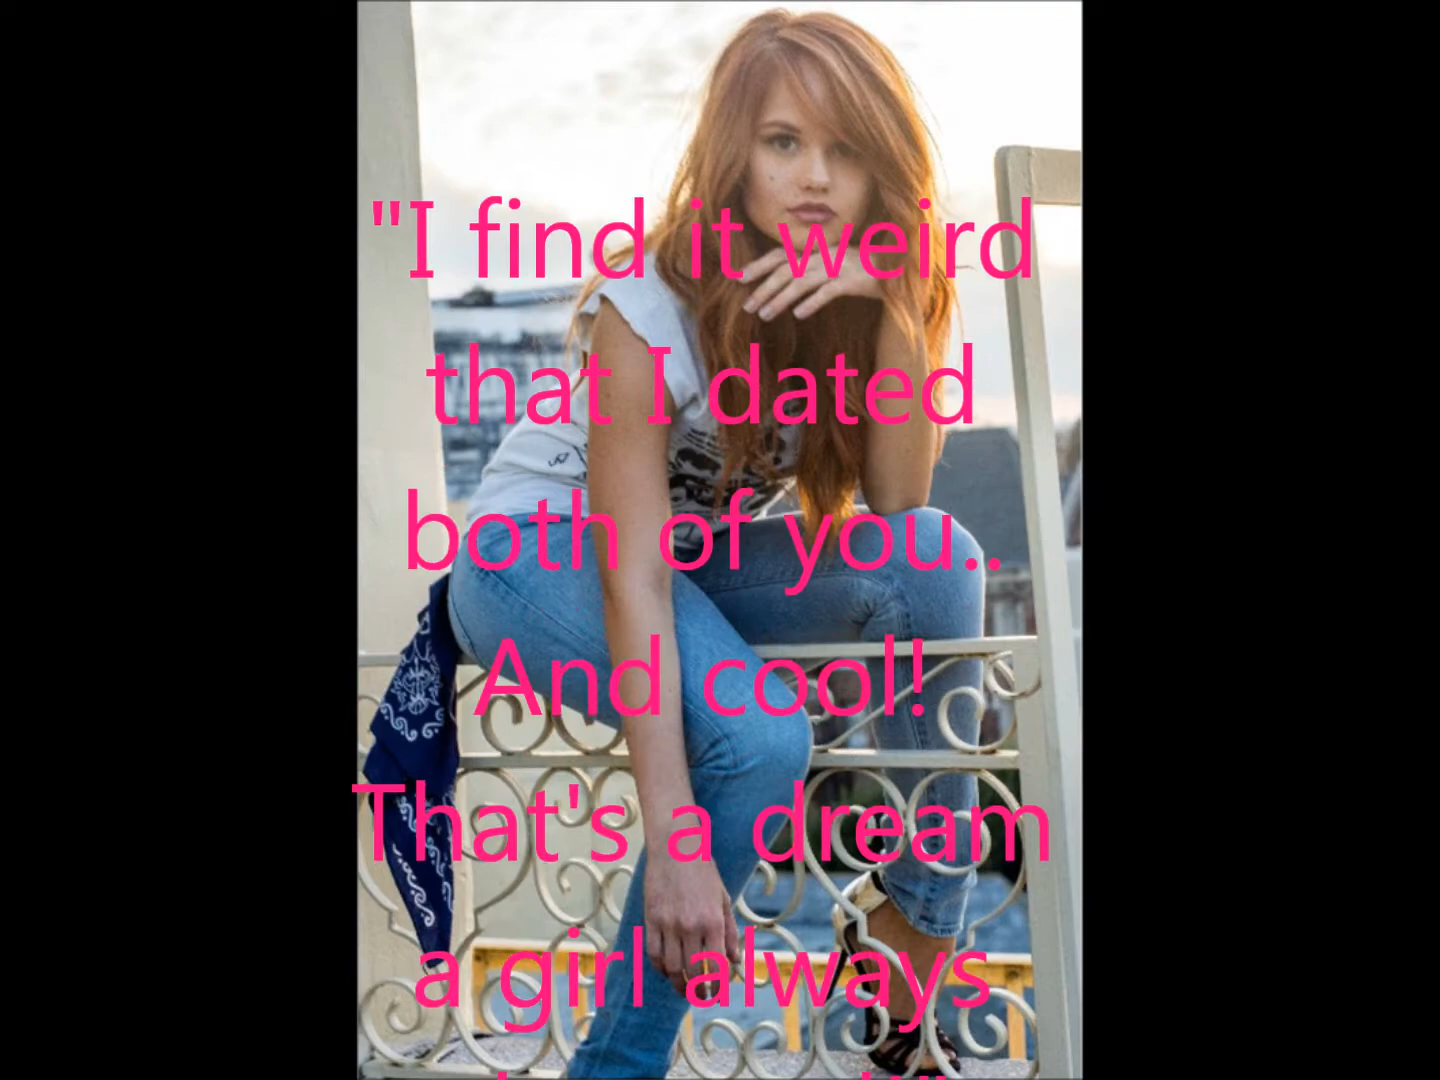 "I find it weird
that I dated
both of you..
And cool!
That's a dream
a girl always